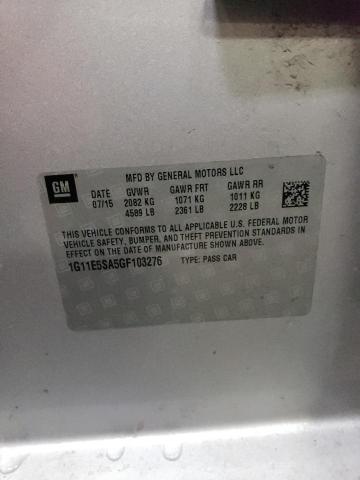 MFD BY GENERAL MOTORS LLC
GM
DATE GVWR GAWR FRT GAWR RR
07/15 2082 KG 1071 KG 1011 KG
4589 LB 2361 LB 2228 LB
THIS VEHICLE CONFORMS TO ALL APPLICABLE U.S. FEDERAL MOTOR
VEHICLE SAFETY, BUMPER, AND THEFT PREVENTION STANDARDS IN
EFFECT ON THE DATE OF MANUFACTURE SHOWN ABOVE.
1G11E5SA5GF103276 TYPE: PASS CAR